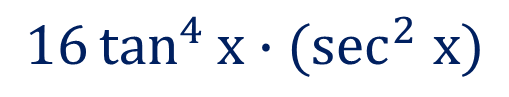 16 tan⁴ x · (sec² x)